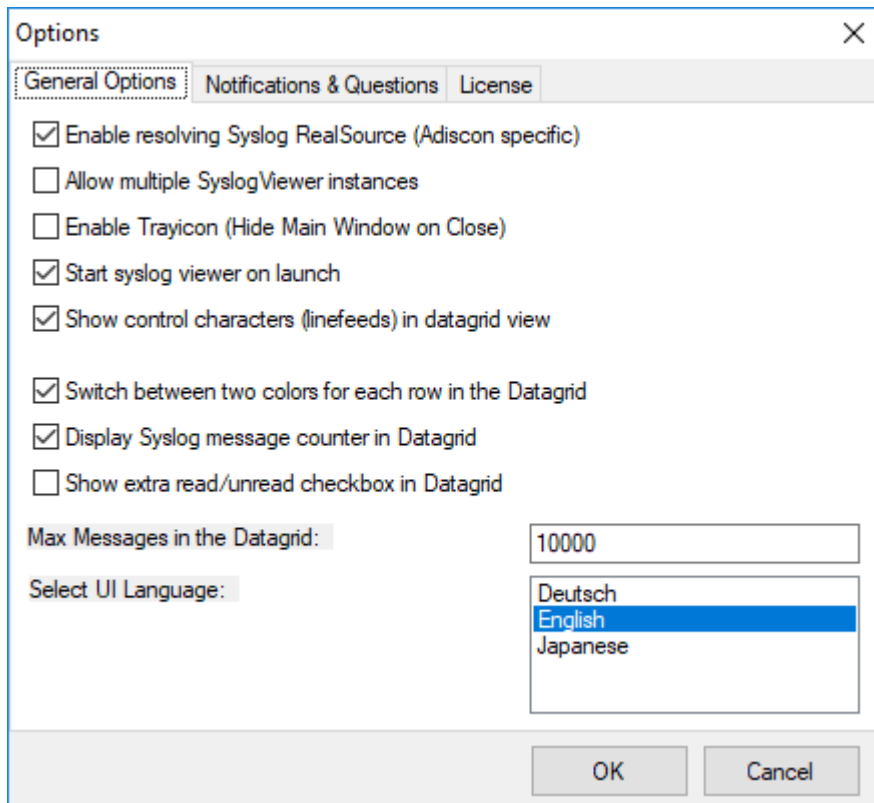 Options
General Options Notifications & Questions License
Enable resolving Syslog RealSource (Adiscon specific)
Allow multiple SyslogViewer instances
Enable Trayicon (Hide Main Window on Close)
Start syslog viewer on launch
Show control characters (linefeeds) in datagrid view
Switch between two colors for each row in the Datagrid
Display Syslog message counter in Datagrid
Show extra read/unread checkbox in Datagrid
Max Messages in the Datagrid: 10000
Select UI Language:
Deutsch
English
Japanese
OK Cancel